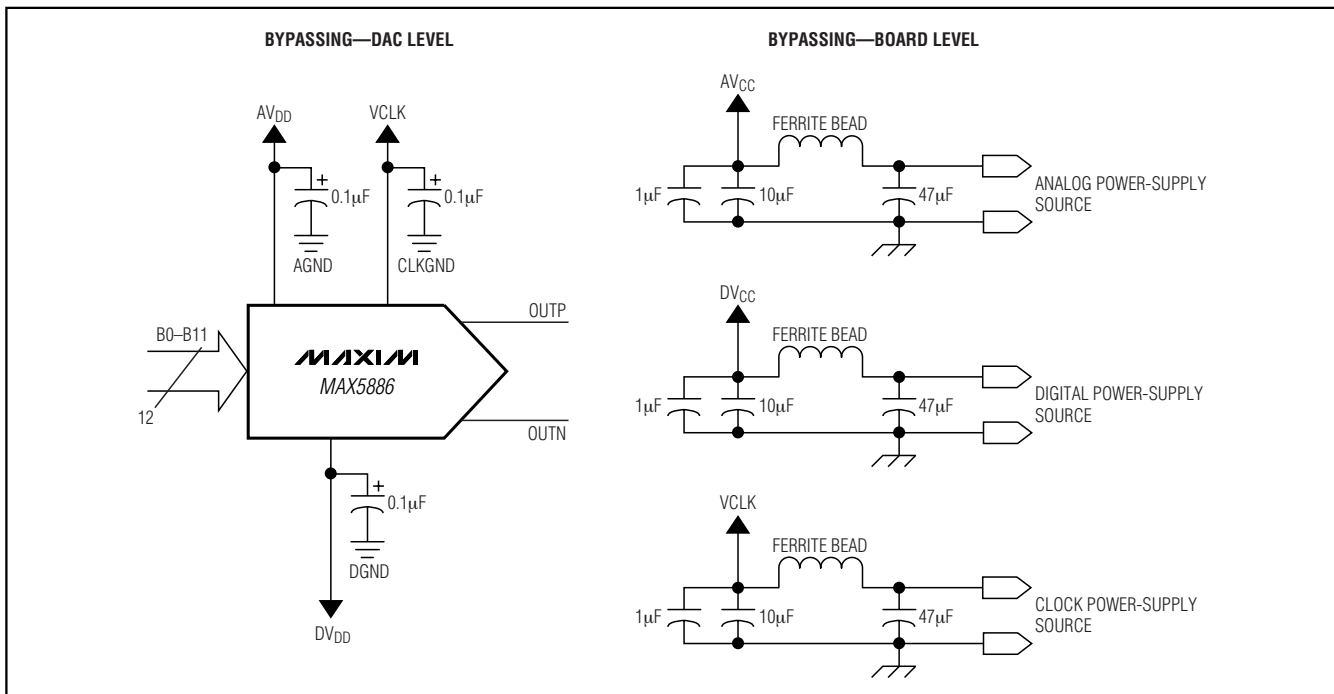 BYPASSING—DAC LEVEL
AVDD
VCLK
+
0.1µF
+
0.1µF
AGND
CLKGND
OUTP
B0–B11
MAXIM
MAX5886
12
OUTN
+
0.1µF
DGND
DVDD
BYPASSING—BOARD LEVEL
AVCC
FERRITE BEAD
1µF
10µF
47µF
ANALOG POWER-SUPPLY
SOURCE
DVCC
FERRITE BEAD
1µF
10µF
47µF
DIGITAL POWER-SUPPLY
SOURCE
VCLK
FERRITE BEAD
1µF
10µF
47µF
CLOCK POWER-SUPPLY
SOURCE